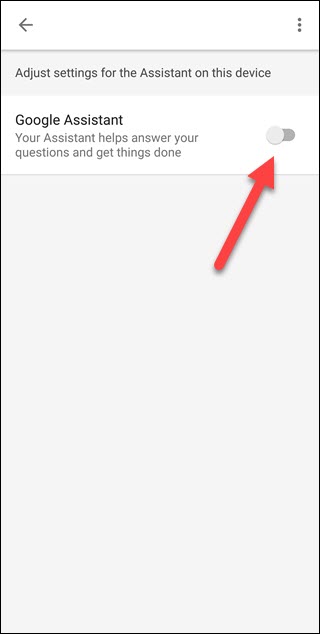 Adjust settings for the Assistant on this device
Google Assistant
Your Assistant helps answer your
questions and get things done